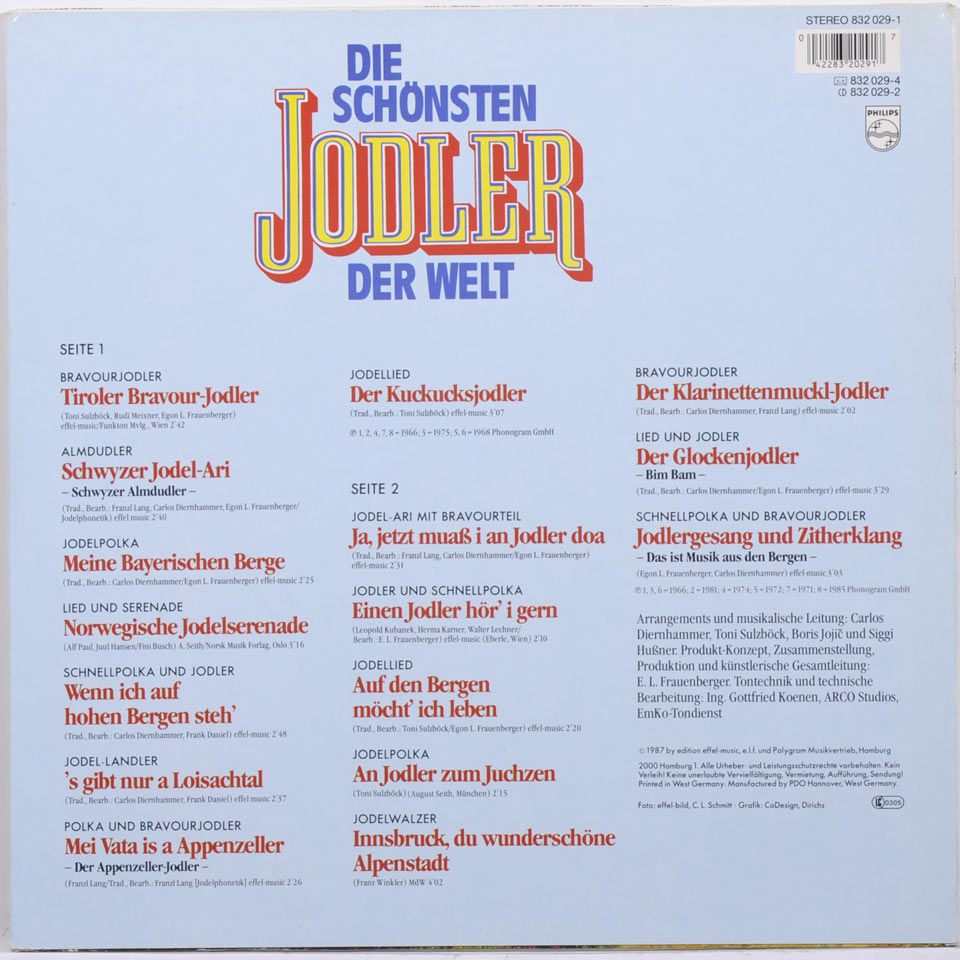 STEREO 832 029-1
0 42283 20291 7
832 029-4
832 029-2
PHILIPS
DIE
SCHÖNSTEN
JODLER
DER WELT
SEITE 1
BRAVOURJODLER
Tiroler Bravour-Jodler
(Toni Sulzböck, Rudi Meixner, Egon L. Frauenberger)
effel-music/Funkton Mvlg., Wien 2'42
ALMDUDLER
Schwyzer Jodel-Ari
– Schwyzer Almdudler –
(Trad., Bearb.: Franzl Lang, Carlos Diernhammer, Egon L. Frauenberger/
Jodelphonetik) effel music 2'40
JODELPOLKA
Meine Bayerischen Berge
(Trad., Bearb.: Carlos Diernhammer/Egon L. Frauenberger) effel-music 2'25
LIED UND SERENADE
Norwegische Jodelserenade
(Alf Paul, Juul Hansen/Fini Busch) A. Seith/Norsk Musik Forlag, Oslo 3'16
SCHNELLPOLKA UND JODLER
Wenn ich auf
hohen Bergen steh'
(Trad., Bearb.: Carlos Diernhammer, Frank Daniel) effel-music 2'48
JODEL-LANDLER
's gibt nur a Loisachtal
(Trad., Bearb.: Carlos Diernhammer, Frank Daniel) effel-music 2'37
POLKA UND BRAVOURJODLER
Mei Vata is a Appenzeller
– Der Appenzeller-Jodler –
(Franzl Lang/Trad., Bearb.: Franzl Lang [Jodelphonetik] effel-music 2'26
JODELLIED
Der Kuckucksjodler
(Trad., Bearb.: Toni Sulzböck) effel-music 3'07
℗ 1, 2, 4, 7, 8 = 1966; 3 = 1975; 5, 6 = 1968 Phonogram GmbH
SEITE 2
JODEL-ARI MIT BRAVOURTEIL
Ja, jetzt muaß i an Jodler doa
(Trad., Bearb.: Franzl Lang, Carlos Diernhammer/Egon L. Frauenberger)
effel-music 2'31
JODLER UND SCHNELLPOLKA
Einen Jodler hör' i gern
(Leopold Kubanek, Herma Karner, Walter Lechner/
Bearb.: E. L. Frauenberger) effel-music (Eberle, Wien) 2'10
JODELLIED
Auf den Bergen
möcht' ich leben
(Trad., Bearb.: Toni Sulzböck/Egon L. Frauenberger) effel-music 2'20
JODELPOLKA
An Jodler zum Juchzen
(Toni Sulzböck) (August Seith, München) 2'15
JODELWALZER
Innsbruck, du wunderschöne
Alpenstadt
(Franz Winkler) MdW 4'02
BRAVOURJODLER
Der Klarinettenmuckl-Jodler
(Trad., Bearb.: Carlos Diernhammer, Franzl Lang) effel-music 2'02
LIED UND JODLER
Der Glockenjodler
– Bim Bam –
(Trad., Bearb.: Carlos Diernhammer/Egon L. Frauenberger) effel-music 3'29
SCHNELLPOLKA UND BRAVOURJODLER
Jodlergesang und Zitherklang
– Das ist Musik aus den Bergen –
(Egon L. Frauenberger, Carlos Diernhammer) effel-music 3'03
℗ 1, 3, 6 = 1966; 2 = 1981; 4 = 1974; 5 = 1972; 7 = 1971; 8 = 1985 Phonogram GmbH
Arrangements und musikalische Leitung: Carlos
Diernhammer, Toni Sulzböck, Boris Jojič und Siggi
Hußner. Produkt-Konzept, Zusammenstellung,
Produktion und künstlerische Gesamtleitung:
E. L. Frauenberger. Tontechnik und technische
Bearbeitung: Ing. Gottfried Koenen, ARCO Studios,
EmKo-Tondienst
© 1987 by edition effel-music, e.l.f. und Polygram Musikvertrieb, Hamburg
2000 Hamburg 1. Alle Urheber- und Leistungsschutzrechte vorbehalten. Kein
Verleih! Keine unerlaubte Vervielfältigung, Vermietung, Aufführung, Sendung!
Printed in West Germany. Manufactured by PDO Hannover, West Germany.
Foto: effel-bild, C. L. Schmitt · Grafik: CoDesign, Dirichs
LC 0305